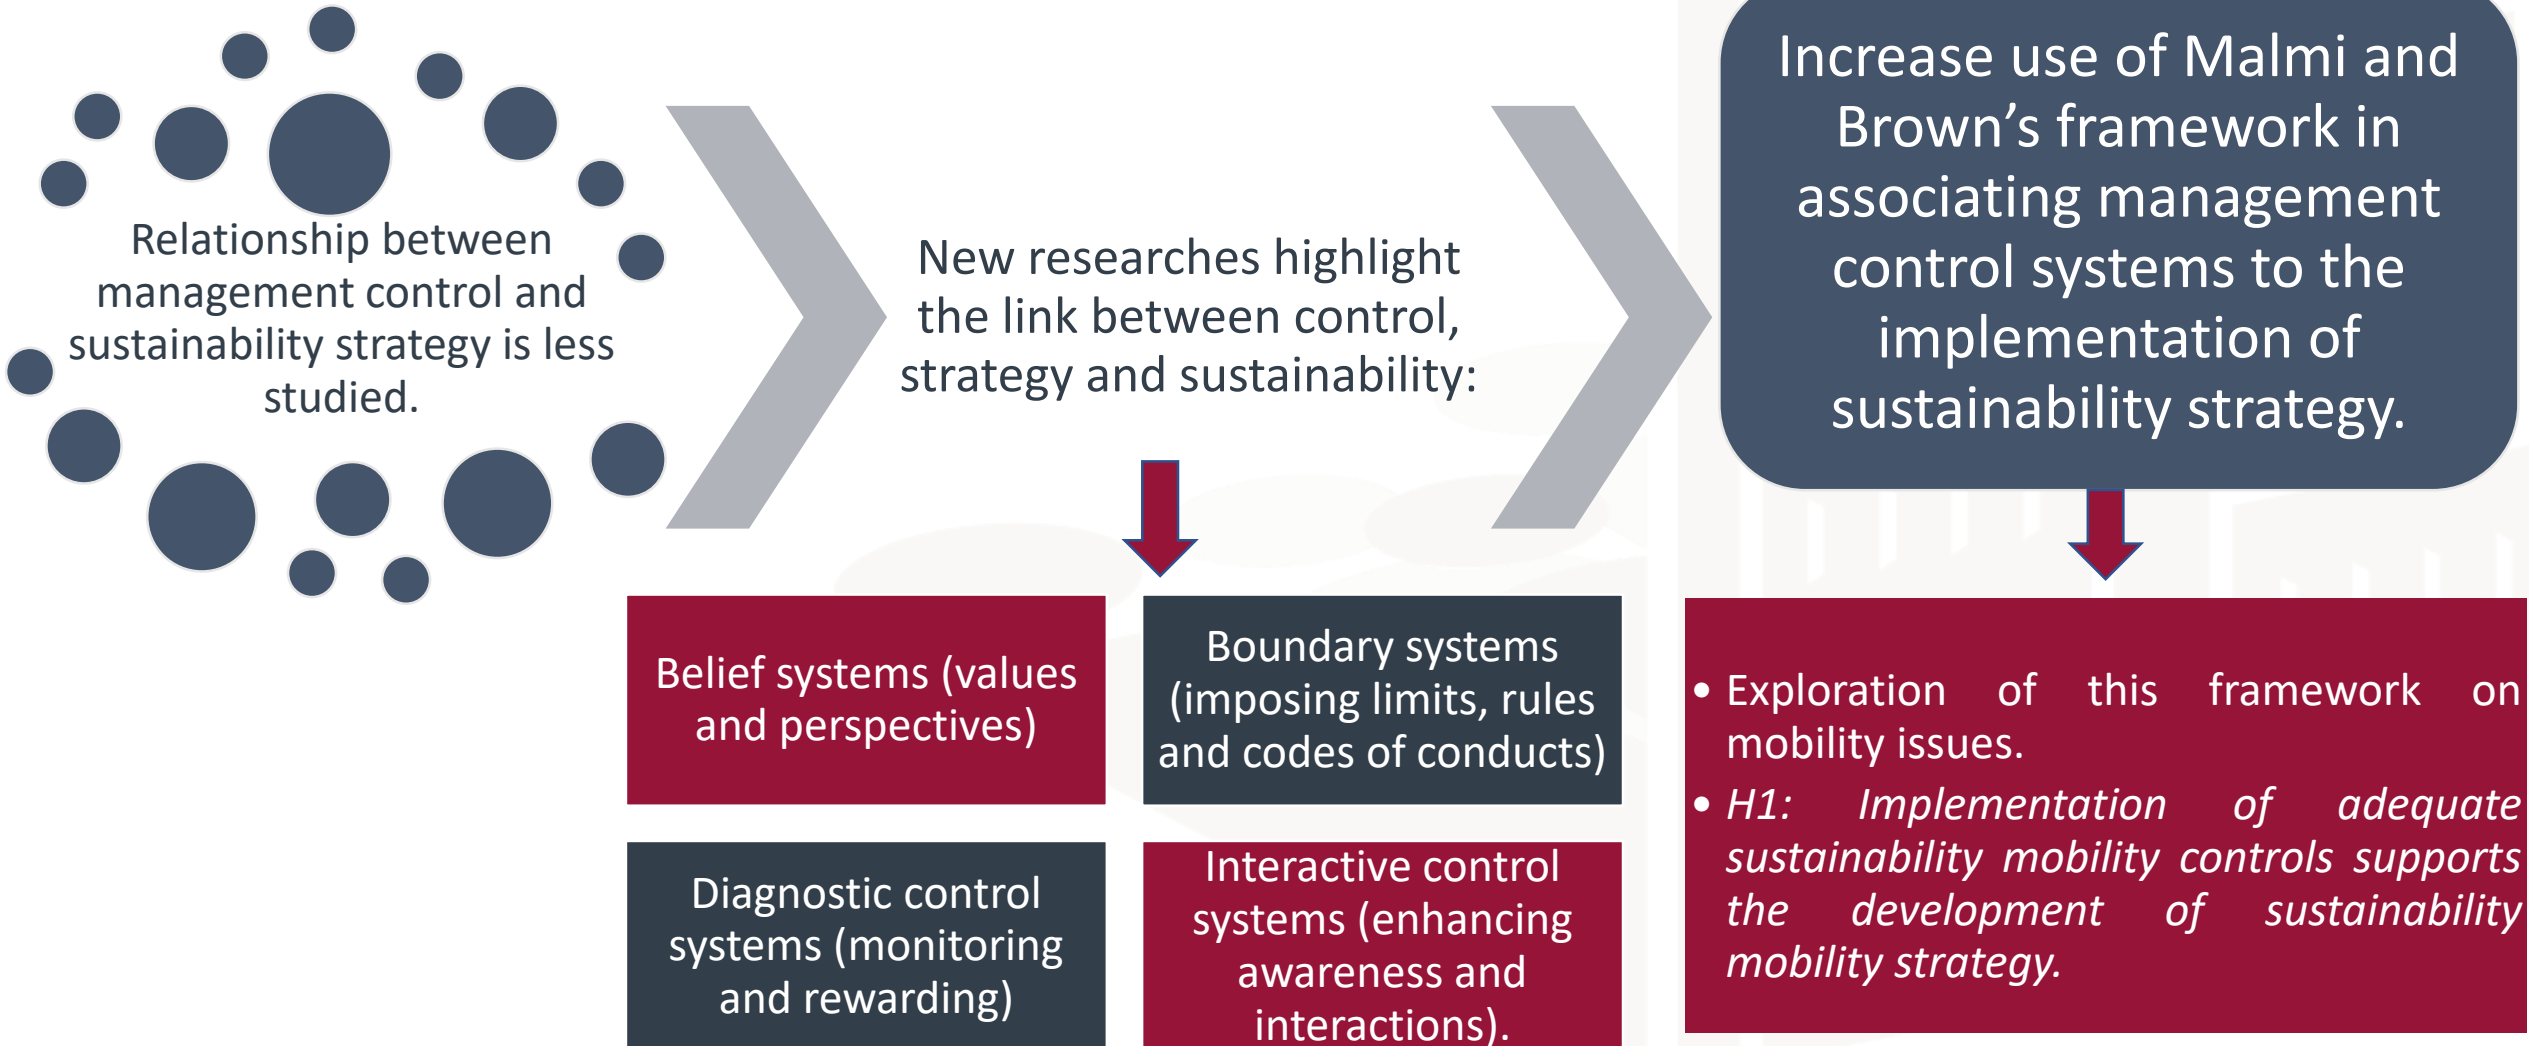 Relationship between
management control and
sustainability strategy is less
studied.
New researches highlight
the link between control,
strategy and sustainability:
Increase use of Malmi and
Brown’s framework in
associating management
control systems to the
implementation of
sustainability strategy.
Belief systems (values
and perspectives)
Boundary systems
(imposing limits, rules
and codes of conducts)
Diagnostic control
systems (monitoring
and rewarding)
Interactive control
systems (enhancing
awareness and
interactions).
• Exploration of this framework on
mobility issues.
• H1: Implementation of adequate
sustainability mobility controls supports
the development of sustainability
mobility strategy.